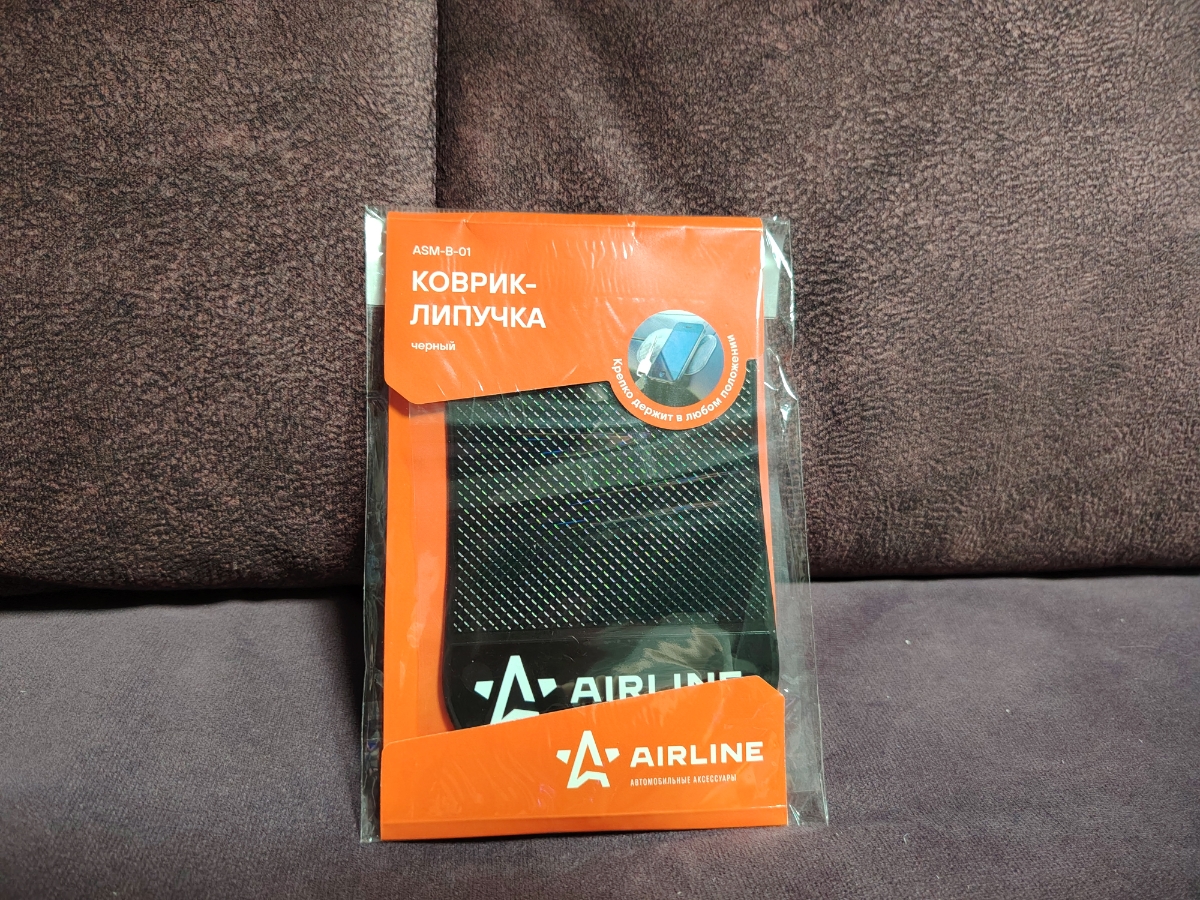 ASM-B-01
КОВРИК-
ЛИПУЧКА
черный
Крепко держит в любом положении
AIRLINE
AIRLINE
АВТОМОБИЛЬНЫЕ АКСЕССУАРЫ